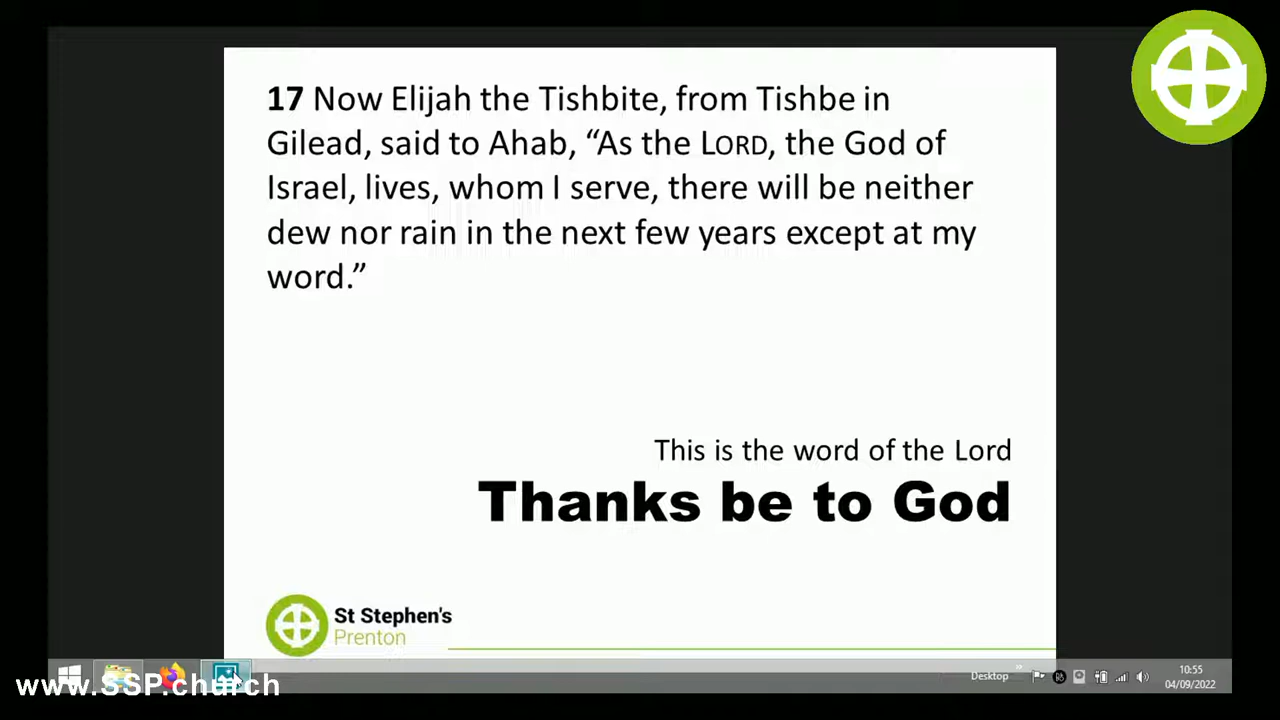 17 Now Elijah the Tishbite, from Tishbe in
Gilead, said to Ahab, “As the LORD, the God of
Israel, lives, whom I serve, there will be neither
dew nor rain in the next few years except at my
word.”
This is the word of the Lord
Thanks be to God
St Stephen's
Prenton
Desktop
10:55
04/09/2022
www.SSP.church